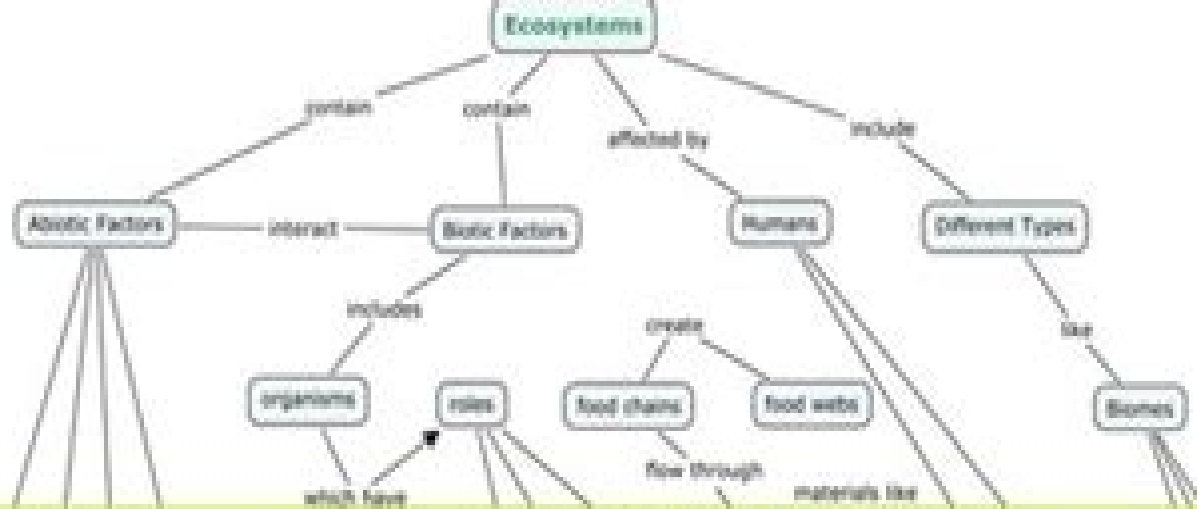 Ecosystems
contain
contain
affected by
include
Abiotic Factors
interact
Biotic Factors
Humans
Different Types
includes
create
like
organisms
roles
food chains
food webs
Biomes
flow through
which have
materials like